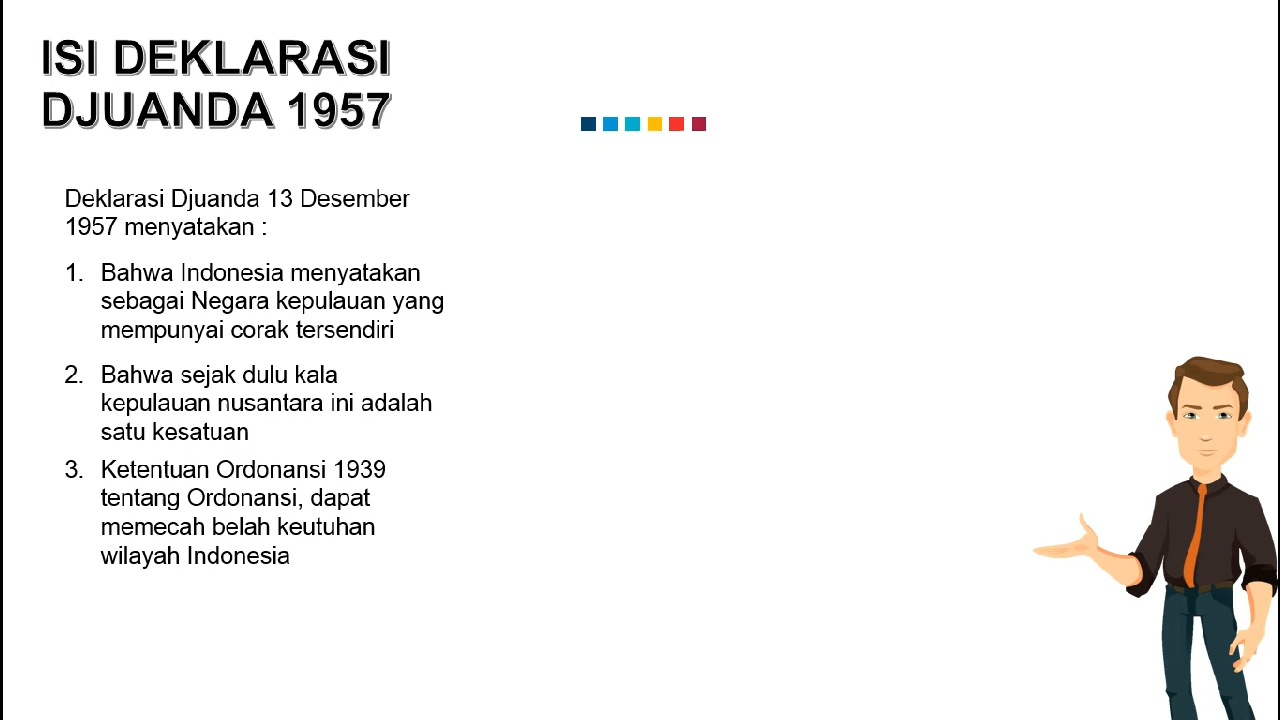 ISI DEKLARASI
DJUANDA 1957
Deklarasi Djuanda 13 Desember
1957 menyatakan :
1. Bahwa Indonesia menyatakan
sebagai Negara kepulauan yang
mempunyai corak tersendiri
2. Bahwa sejak dulu kala
kepulauan nusantara ini adalah
satu kesatuan
3. Ketentuan Ordonansi 1939
tentang Ordonansi, dapat
memecah belah keutuhan
wilayah Indonesia